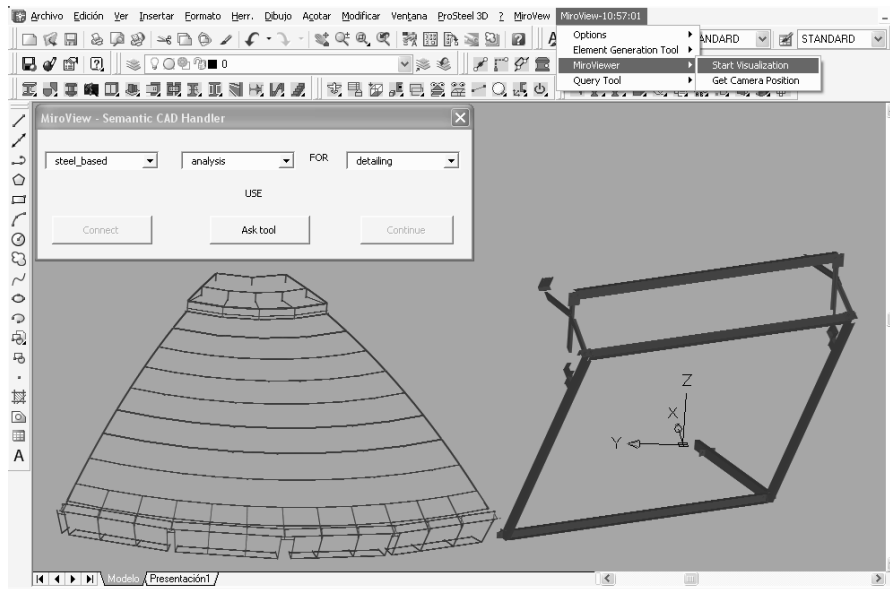 Archivo Edición Ver Insertar Formato Herr. Dibujo Acotar Modificar Ventana ProSteel 3D ? MiroView MiroView-10:57:01
Options
Element Generation Tool
MiroViewer
Query Tool
Start Visualization
Get Camera Position
ANDARD
STANDARD
0
MiroView - Semantic CAD Handler
steel_based analysis FOR detailing
USE
Connect Ask tool Continue
Z
X
Y
A
Modelo Presentación1